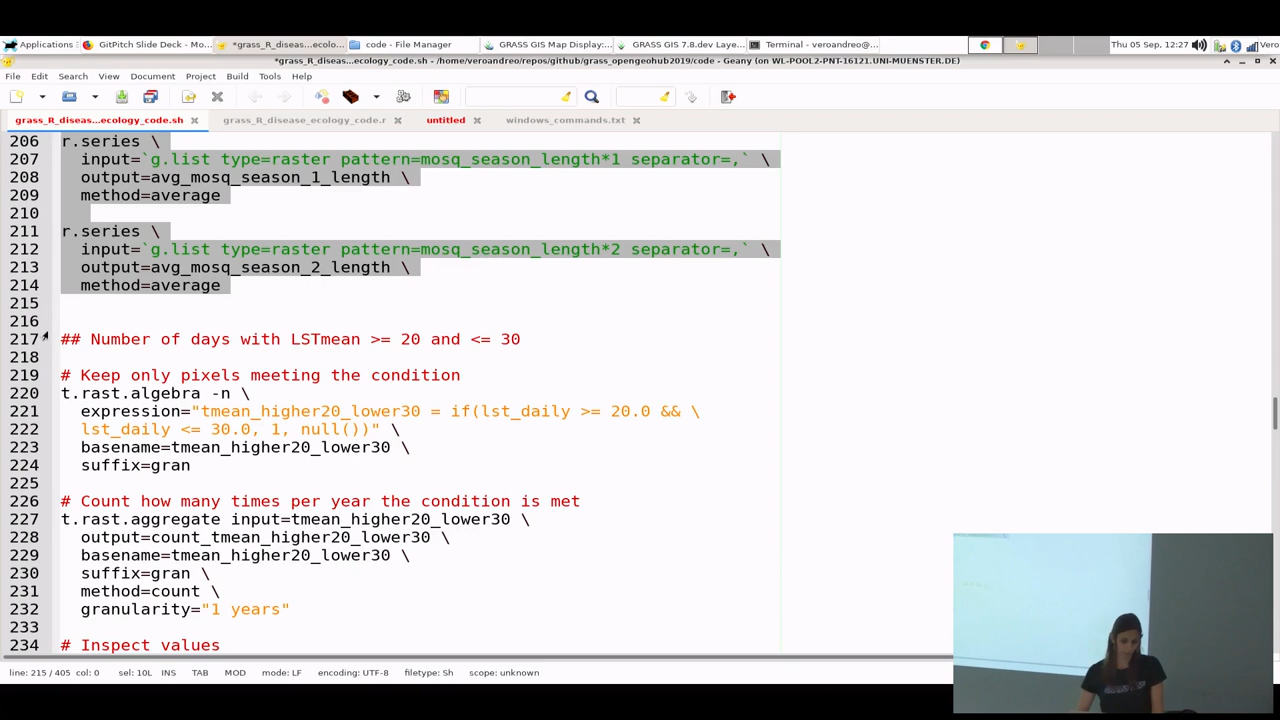 Applications
GitPitch Slide Deck - Mo...
*grass_R_diseas...ecolo...
code - File Manager
GRASS GIS Map Display:...
GRASS GIS 7.8.dev Laye...
Terminal - veroandreo@...
Thu 05 Sep, 12:27
Wei
*grass_R_diseas...ecology_code.sh - /home/veroandreo/repos/github/grass_opengeohub2019/code - Geany (on WL-POOL2-PNT-16121.UNI-MUENSTER.DE)
File Edit Search View Document Project Build Tools Help
grass_R_diseas...ecology_code.sh
grass_R_disease_ecology_code.r
untitled
windows_commands.txt
206 r.series \
207 input=`g.list type=raster pattern=mosq_season_length*1 separator=,` \
208 output=avg_mosq_season_1_length \
209 method=average
210
211 r.series \
212 input=`g.list type=raster pattern=mosq_season_length*2 separator=,` \
213 output=avg_mosq_season_2_length \
214 method=average
215
216
217 ## Number of days with LSTmean >= 20 and <= 30
218
219 # Keep only pixels meeting the condition
220 t.rast.algebra -n \
221 expression="tmean_higher20_lower30 = if(lst_daily >= 20.0 && \
222 lst_daily <= 30.0, 1, null())" \
223 basename=tmean_higher20_lower30 \
224 suffix=gran
225
226 # Count how many times per year the condition is met
227 t.rast.aggregate input=tmean_higher20_lower30 \
228 output=count_tmean_higher20_lower30 \
229 basename=tmean_higher20_lower30 \
230 suffix=gran \
231 method=count \
232 granularity="1 years"
233
234 # Inspect values
line: 215 / 405 col: 0 sel: 10L INS TAB MOD mode: LF encoding: UTF-8 filetype: Sh scope: unknown